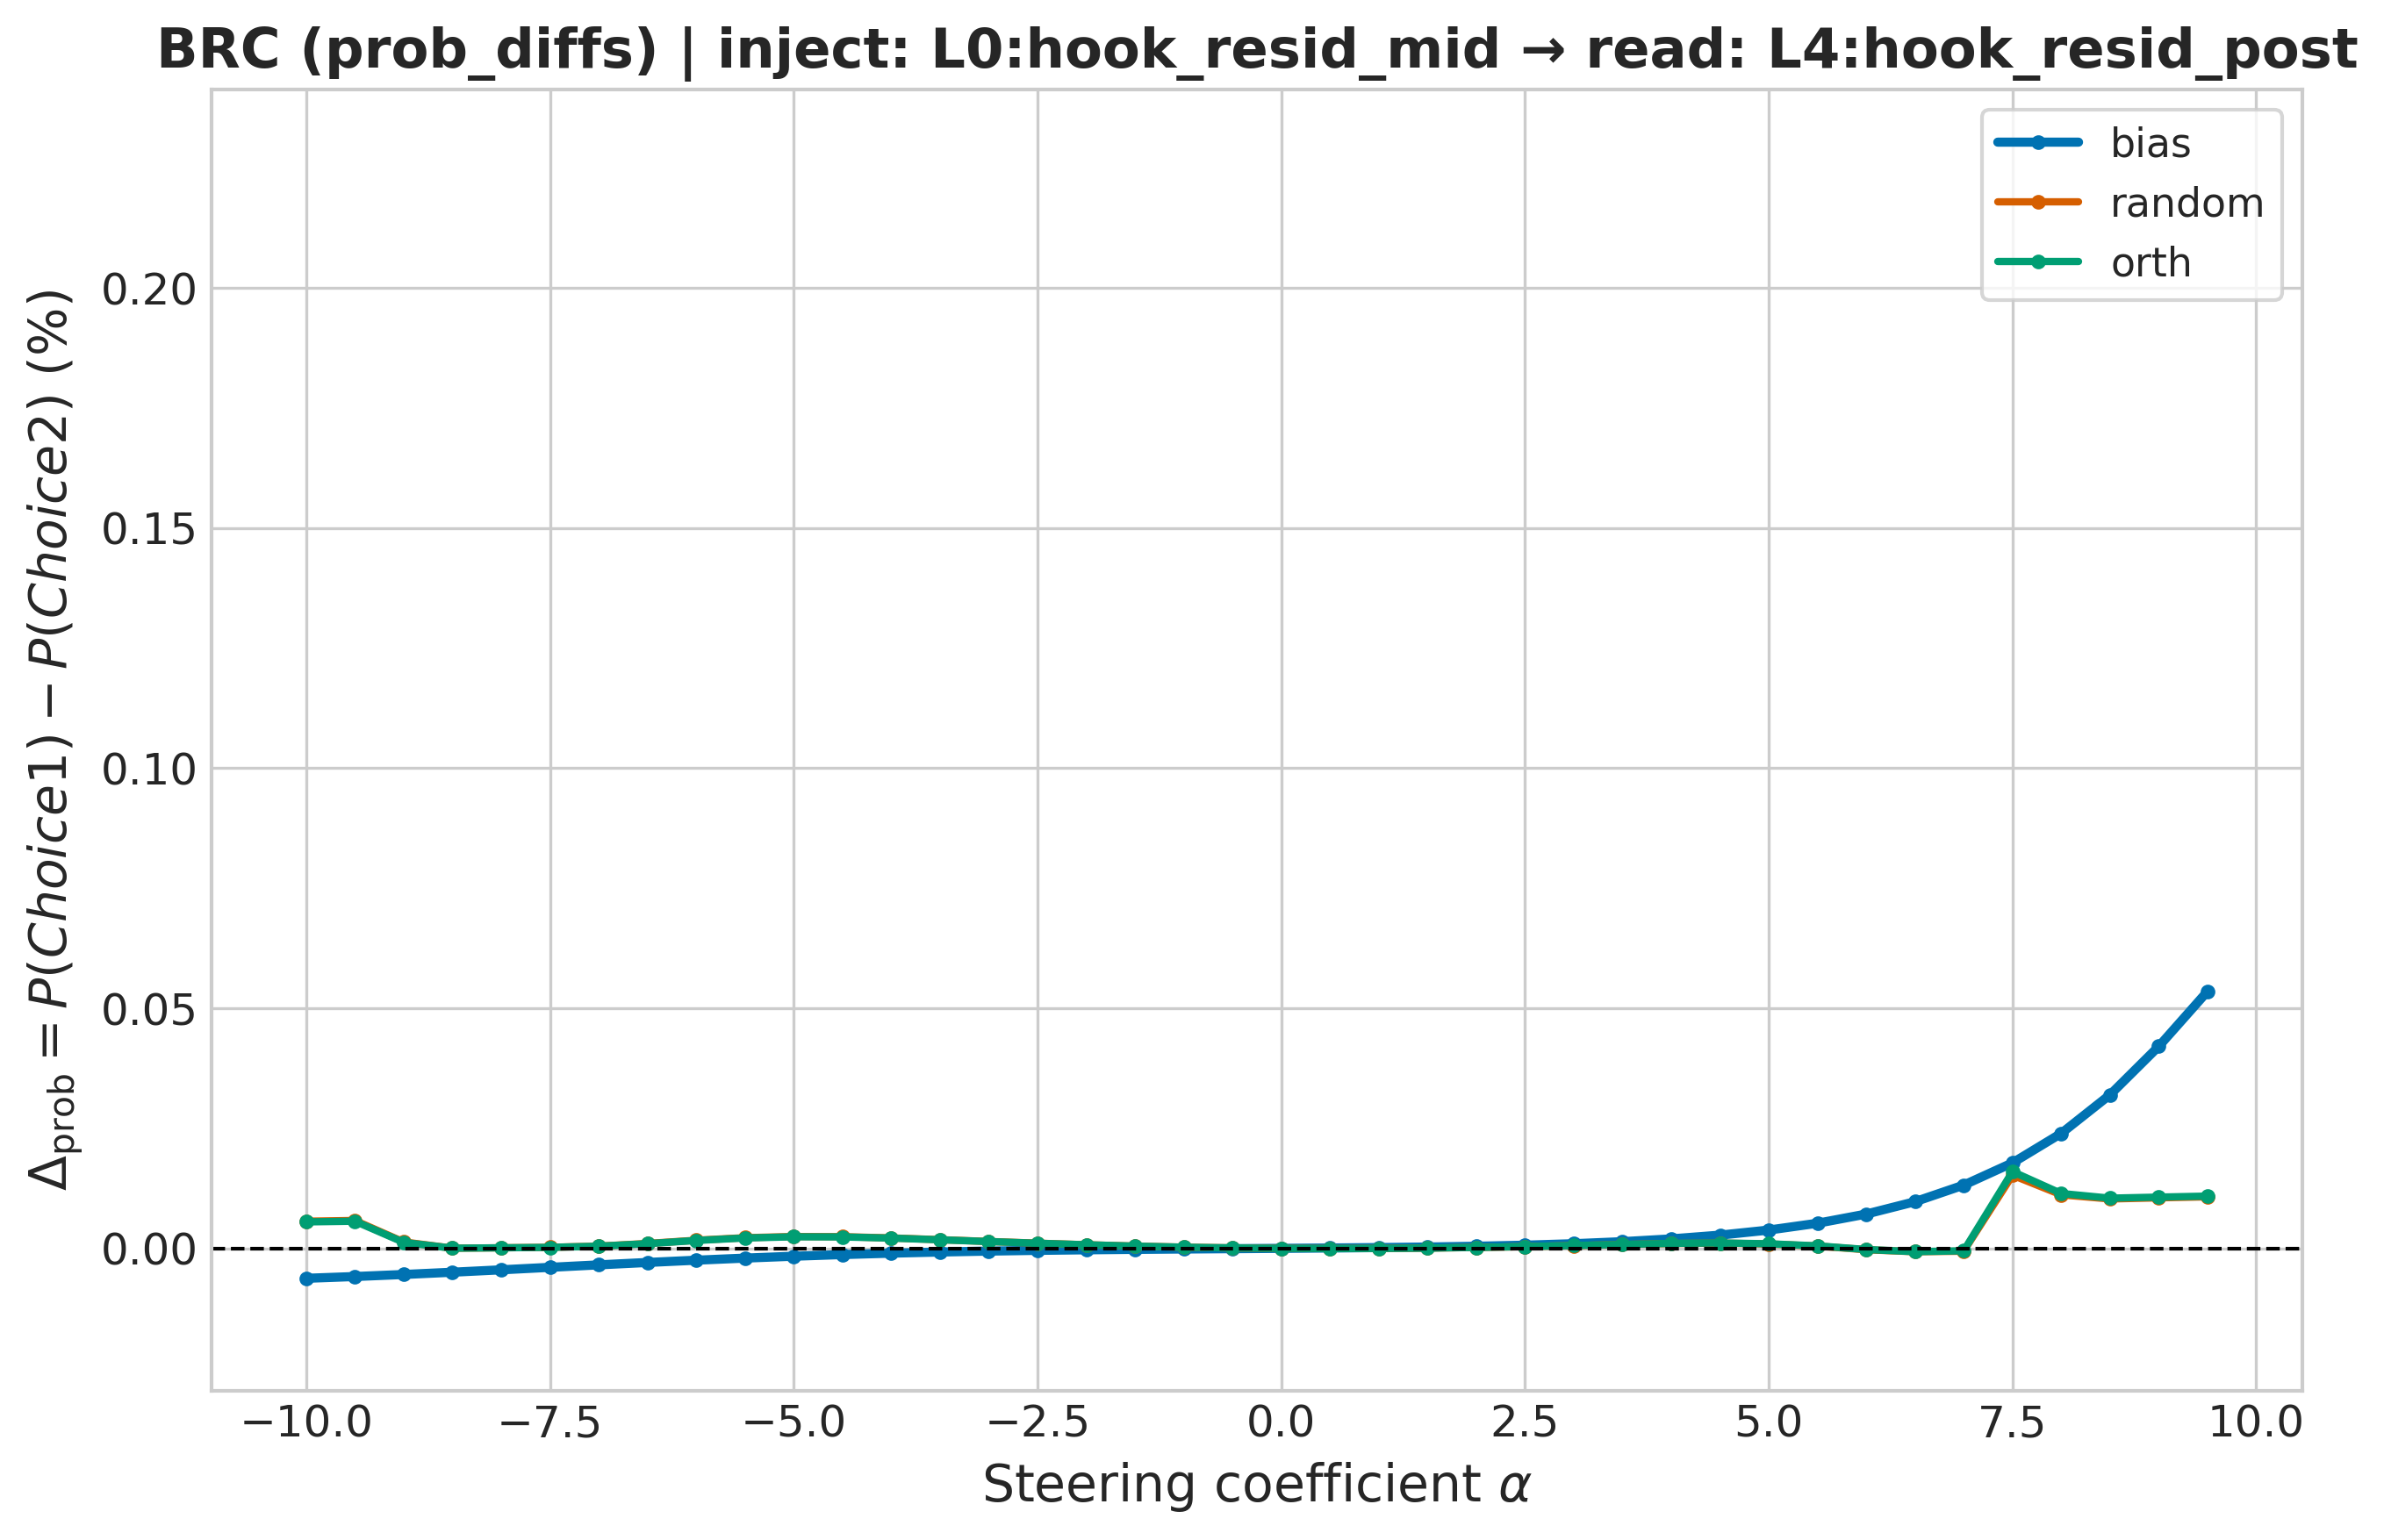 BRC (prob_diffs) | inject: L0:hook_resid_mid → read: L4:hook_resid_post
bias
random
orth
Δprob = P(Choice1) − P(Choice2) (%)
0.20
0.15
0.10
0.05
0.00
−10.0
−7.5
−5.0
−2.5
0.0
2.5
5.0
7.5
10.0
Steering coefficient α